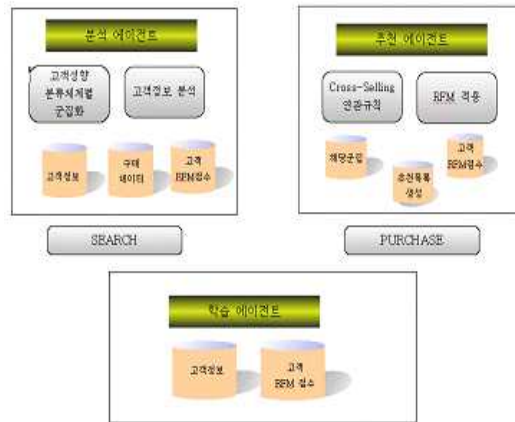 분석 에이전트
고객성향
분류체계별
군집화
고객정보 분석
고객정보
구매
데이터
고객
RFM점수
추천 에이전트
Cross-Selling
연관규칙
RFM 적용
해당군집
추천목록
생성
고객
RFM점수
SEARCH
PURCHASE
학습 에이전트
고객정보
고객
RFM 점수